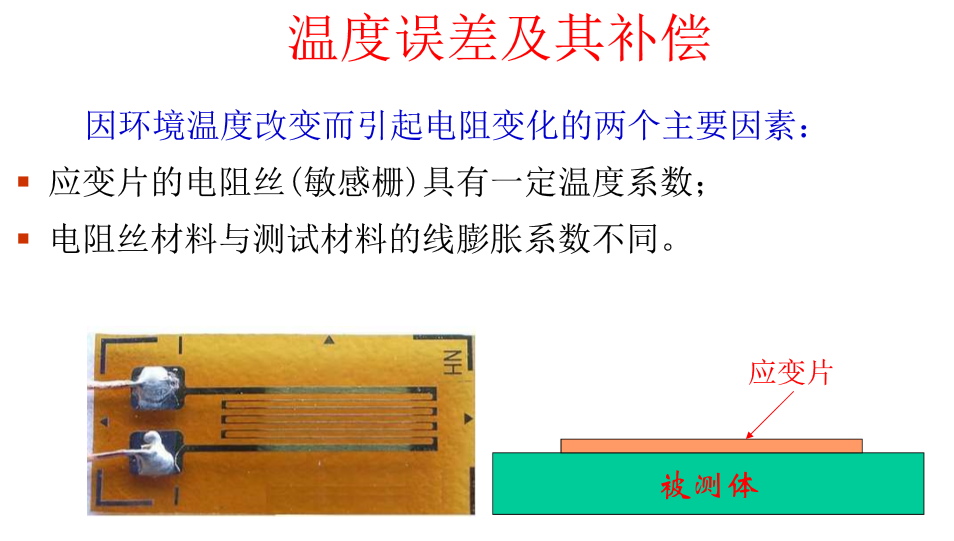 温度误差及其补偿
因环境温度改变而引起电阻变化的两个主要因素：
应变片的电阻丝(敏感栅)具有一定温度系数；
电阻丝材料与测试材料的线膨胀系数不同。
HN
应变片
被测体